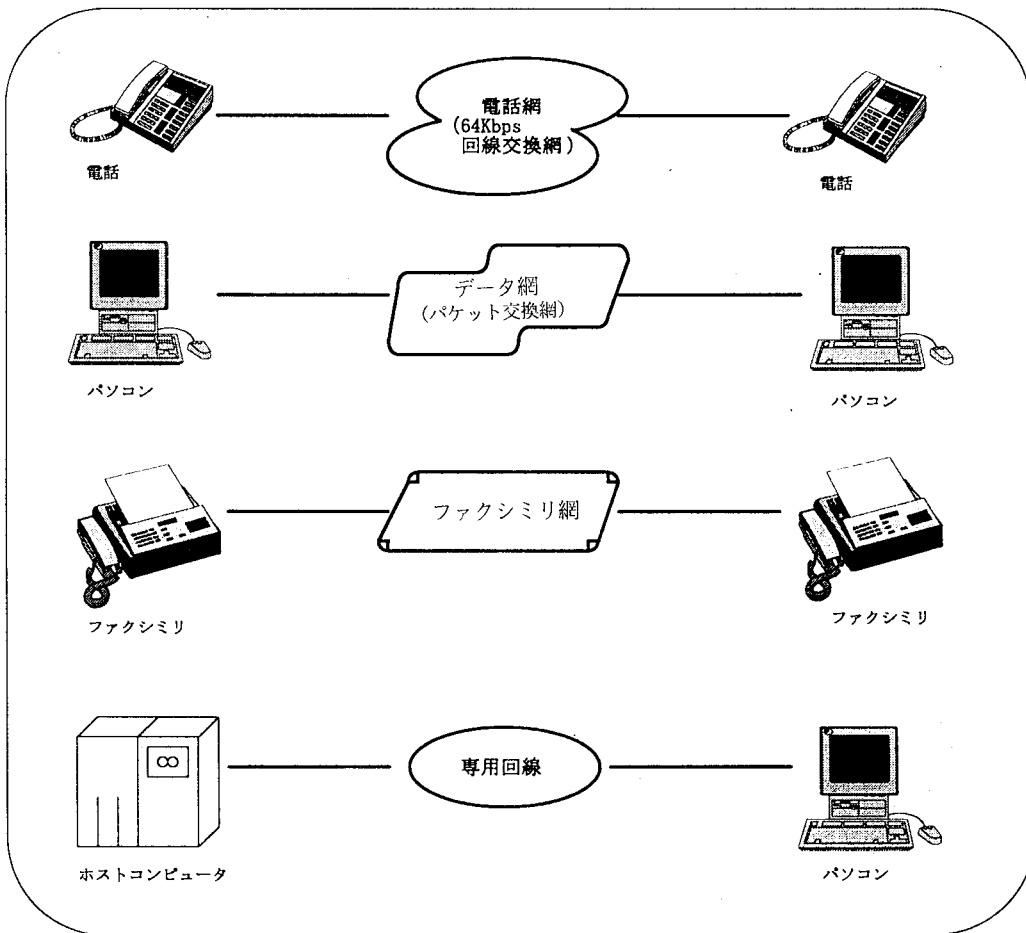 電話網
(64Kbps
回線交換網)
電話
電話
データ網
(パケット交換網)
パソコン
パソコン
ファクシミリ網
ファクシミリ
ファクシミリ
専用回線
ホストコンピュータ
パソコン